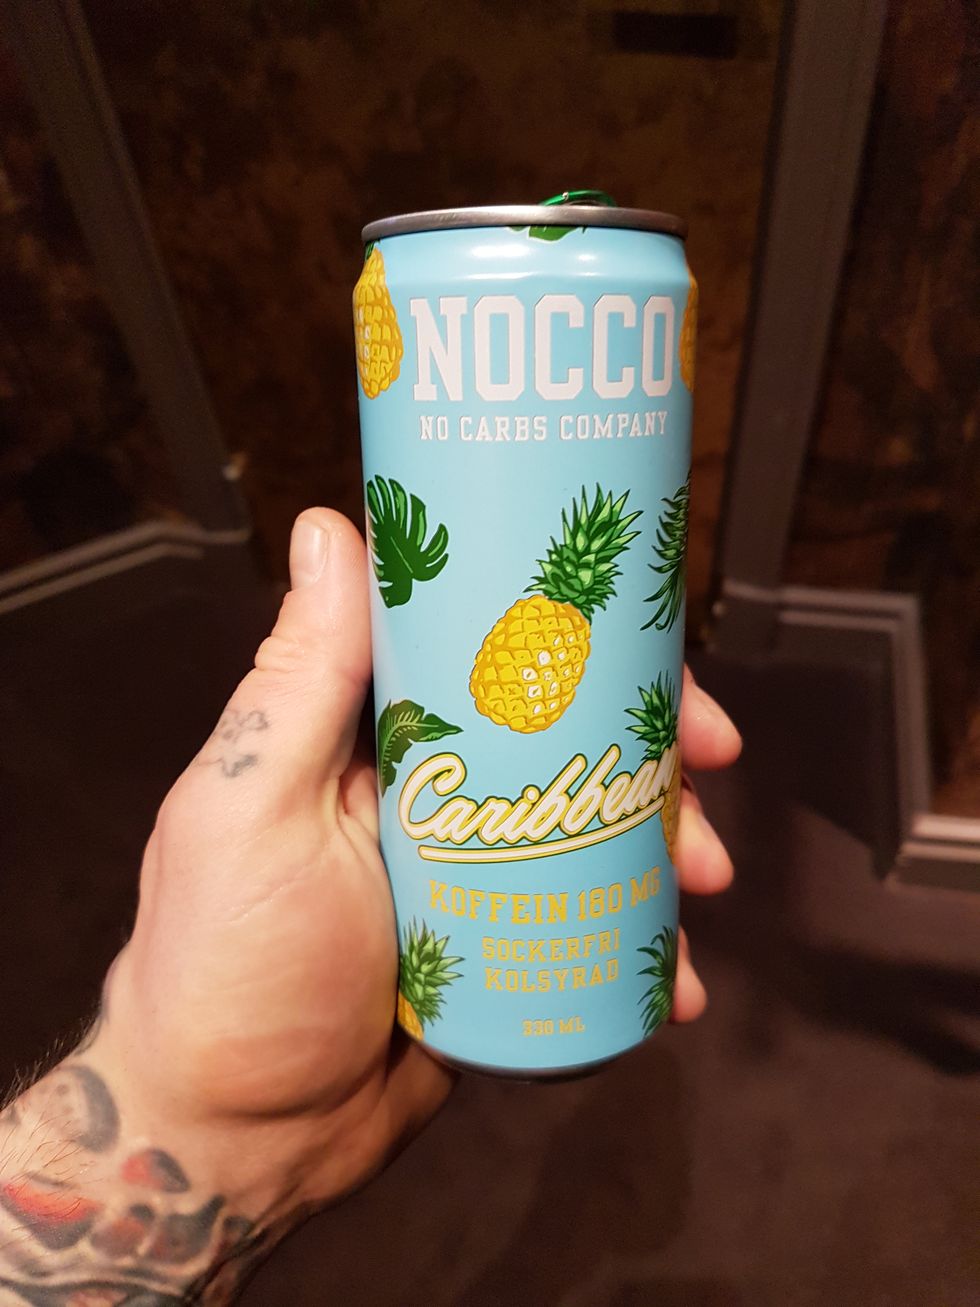 NOCCO
NO CARBS COMPANY
Caribbean
KOFFEIN 180 MG
SOCKERFRI
KOLSYRAD
330 ML